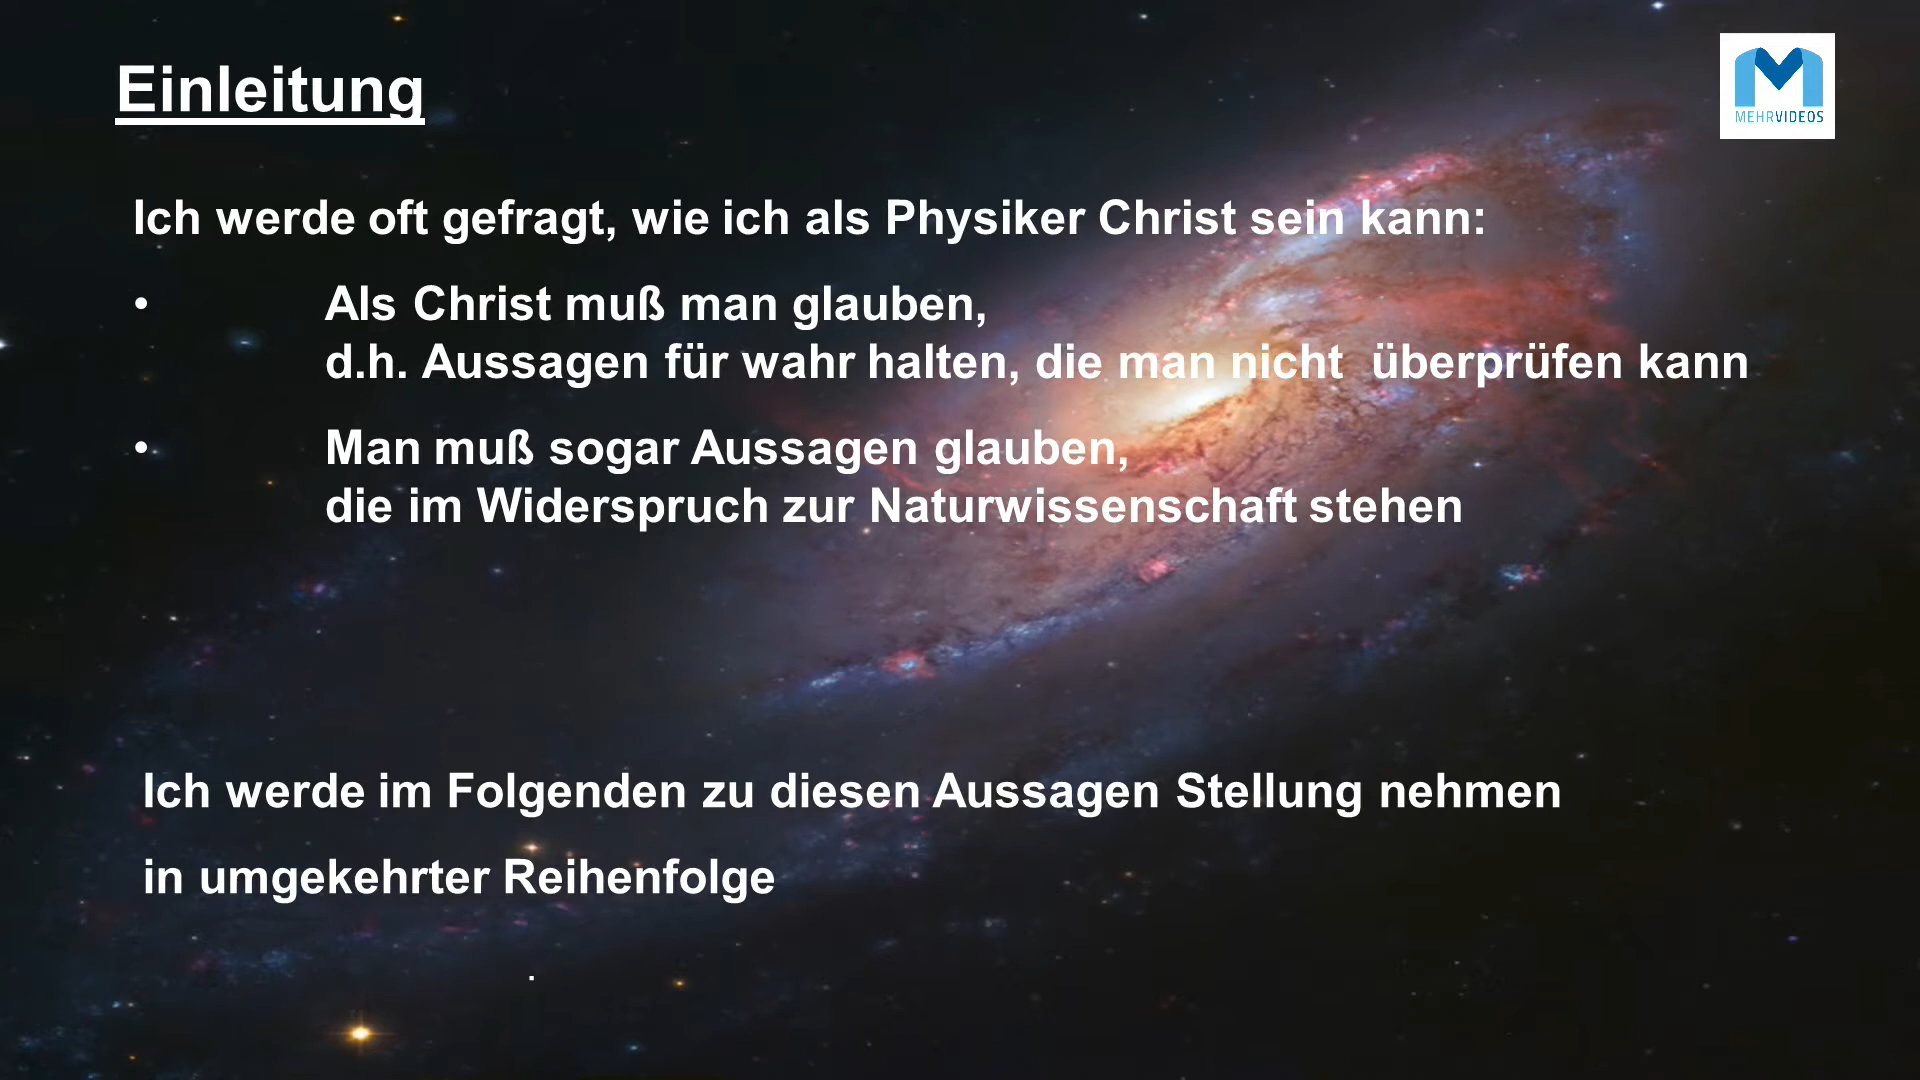 Einleitung
MEHRVIDEOS
Ich werde oft gefragt, wie ich als Physiker Christ sein kann:
• Als Christ muß man glauben,
d.h. Aussagen für wahr halten, die man nicht überprüfen kann
• Man muß sogar Aussagen glauben,
die im Widerspruch zur Naturwissenschaft stehen
Ich werde im Folgenden zu diesen Aussagen Stellung nehmen
in umgekehrter Reihenfolge
.